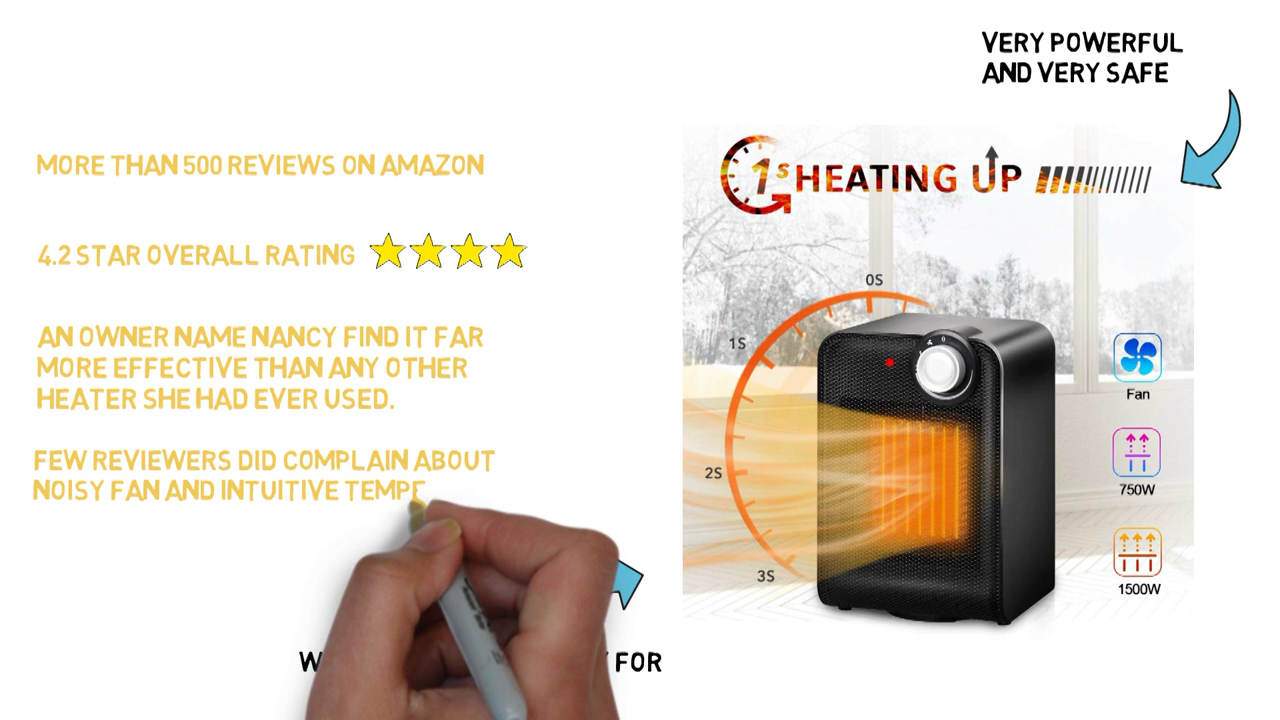 VERY POWERFUL
AND VERY SAFE
MORE THAN 500 REVIEWS ON AMAZON
4.2 STAR OVERALL RATING
AN OWNER NAME NANCY FIND IT FAR
MORE EFFECTIVE THAN ANY OTHER
HEATER SHE HAD EVER USED.
FEW REVIEWERS DID COMPLAIN ABOUT
NOISY FAN AND INTUITIVE
1S HEATING UP
0S
1S
2S
3S
Fan
750W
1500W
FOR